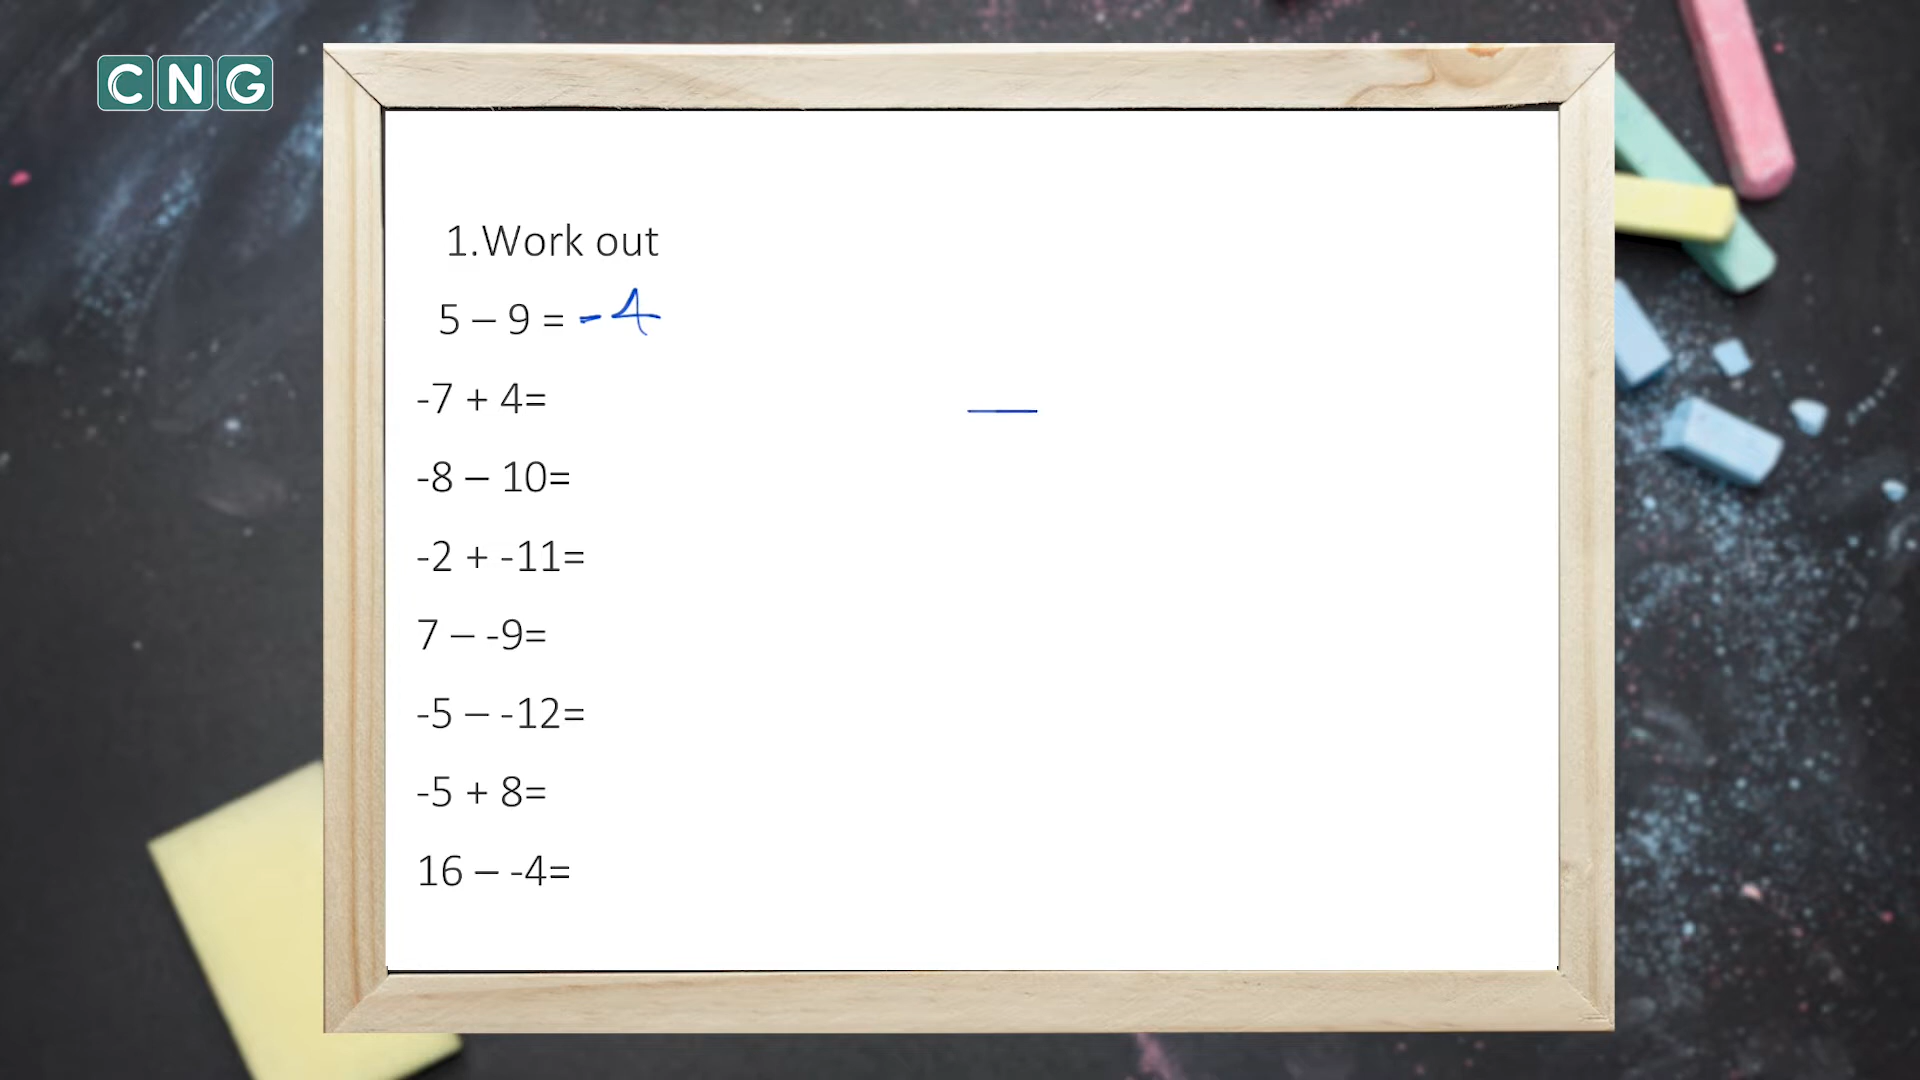 CNG
1.Work out
5 – 9 = -4
-7 + 4=
-8 – 10=
-2 + -11=
7 – -9=
-5 – -12=
-5 + 8=
16 – -4=